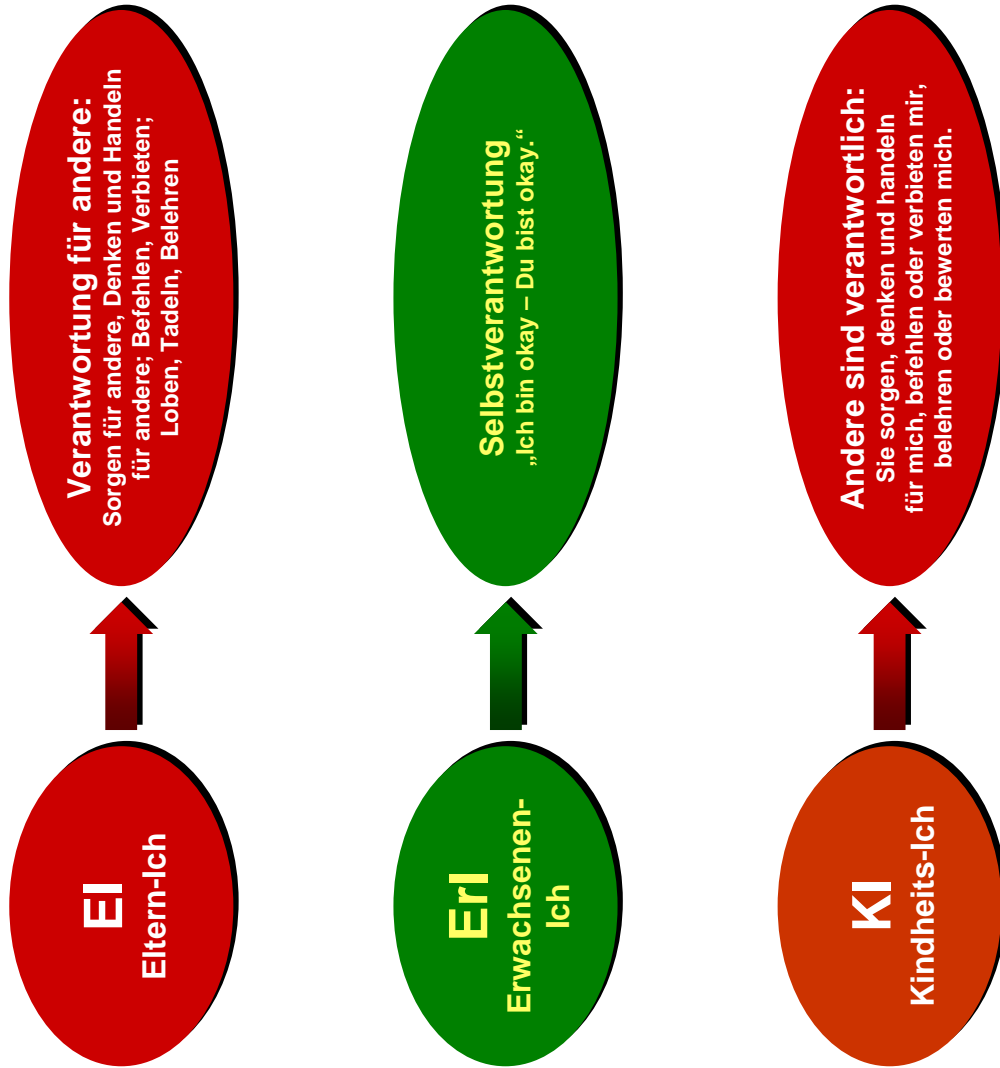 EI
Eltern-Ich
Verantwortung für andere:
Sorgen für andere, Denken und Handeln
für andere; Befehlen, Verbieten;
Loben, Tadeln, Belehren
ErI
Erwachsenen-
Ich
Selbstverantwortung
„Ich bin okay – Du bist okay.“
KI
Kindheits-Ich
Andere sind verantwortlich:
Sie sorgen, denken und handeln
für mich, befehlen oder verbieten mir,
belehren oder bewerten mich.